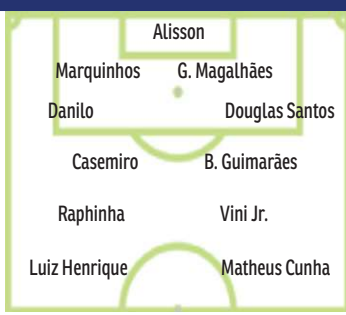 Alisson
Marquinhos G. Magalhães
Danilo Douglas Santos
Casemiro B. Guimarães
Raphinha Vini Jr.
Luiz Henrique Matheus Cunha